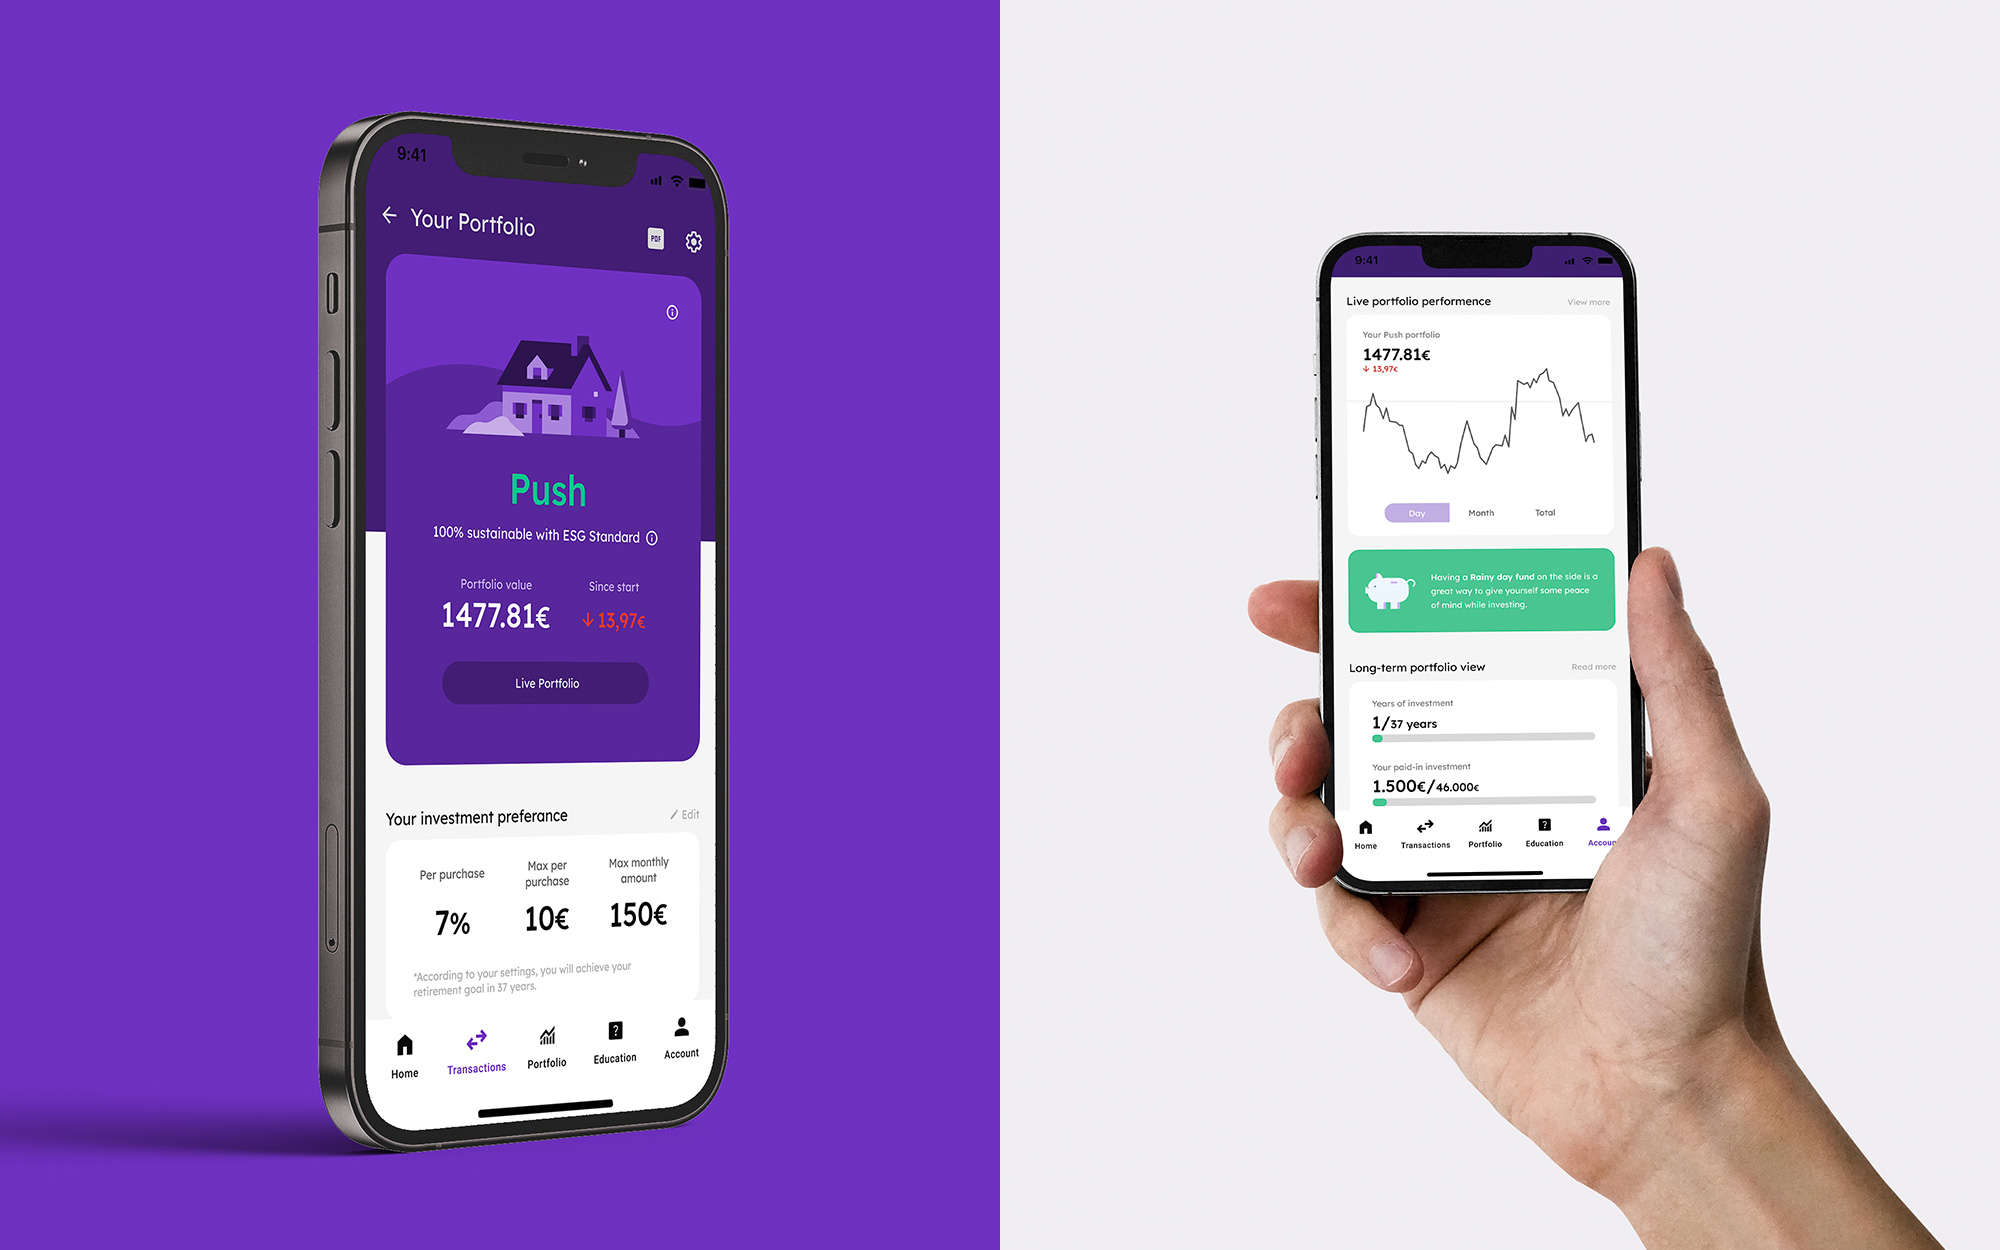 9:41
Your Portfolio
PDF
Push
100% sustainable with ESG Standard
Portfolio value
Since start
1477.81€
↓ 13,97€
Live Portfolio
Your investment preferance
Edit
Per purchase
Max per
purchase
Max monthly
amount
7%
10€
150€
*According to your settings, you will achieve your
retirement goal in 37 years.
Home
Transactions
Portfolio
?
Education
Account
9:41
Live portfolio performence
View more
Your Push portfolio
1477.81€
↓ 13,97€
Day
Month
Total
Having a Rainy day fund on the side is a
great way to give yourself some peace
of mind while investing.
Long-term portfolio view
Read more
Years of investment
1/37 years
Your paid-in investment
1.500€/46.000€
Home
Transactions
Portfolio
?
Education
Accoun